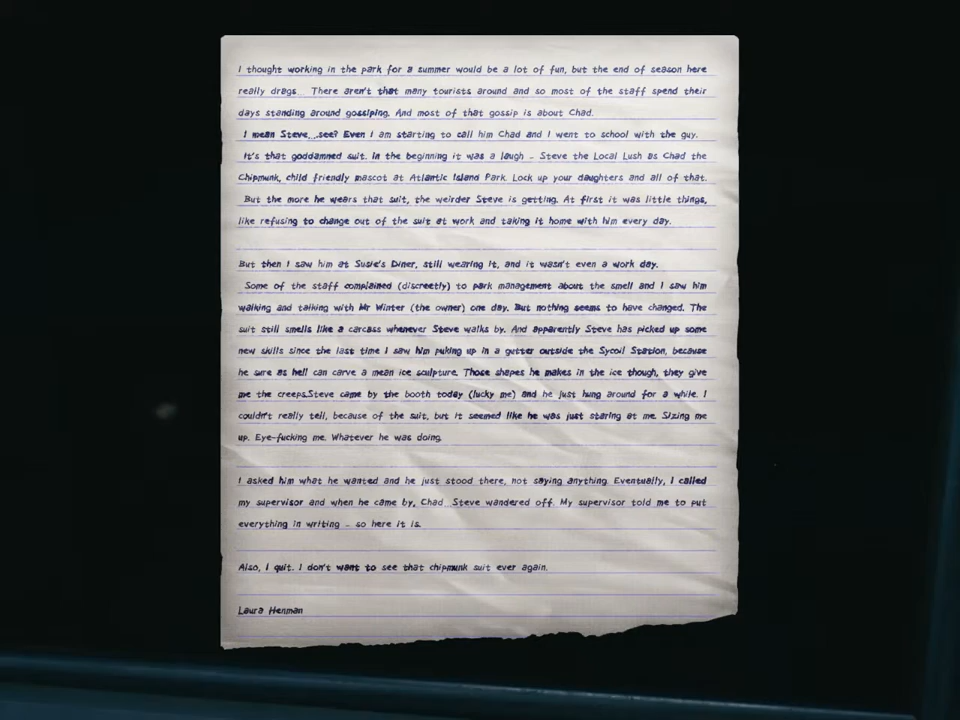 I thought working in the park for a summer would be a lot of fun, but the end of season here
really drags... There aren't that many tourists around and so most of the staff spend their
days standing around gossiping. And most of that gossip is about Chad.
I mean Steve...see? Even I am starting to call him Chad and I went to school with the guy.
It's that goddamned suit. In the beginning it was a laugh - Steve the Local Lush as Chad the
Chipmunk, child friendly mascot at Atlantic Island Park. Lock up your daughters and all of that.
But the more he wears that suit, the weirder Steve is getting. At first it was little things,
like refusing to change out of the suit at work and taking it home with him every day.
But then I saw him at Susie's Diner, still wearing it, and it wasn't even a work day.
Some of the staff complained (discreetly) to park management about the smell and I saw him
walking and talking with Mr Winter (the owner) one day. But nothing seems to have changed. The
suit still smells like a carcass whenever Steve walks by. And apparently Steve has picked up some
new skills since the last time I saw him puking up in a gutter outside the Sycoil Station, because
he sure as hell can carve a mean ice sculpture. Those shapes he makes in the ice though, they give
me the creeps.Steve came by the booth today (lucky me) and he just hung around for a while. I
couldn't really tell, because of the suit, but it seemed like he was just staring at me. Sizing me
up. Eye-fucking me. Whatever he was doing.
I asked him what he wanted and he just stood there, not saying anything. Eventually, I called
my supervisor and when he came by, Chad...Steve wandered off. My supervisor told me to put
everything in writing - so here it is.
Also, I quit. I don't want to see that chipmunk suit ever again.
Laura Henman